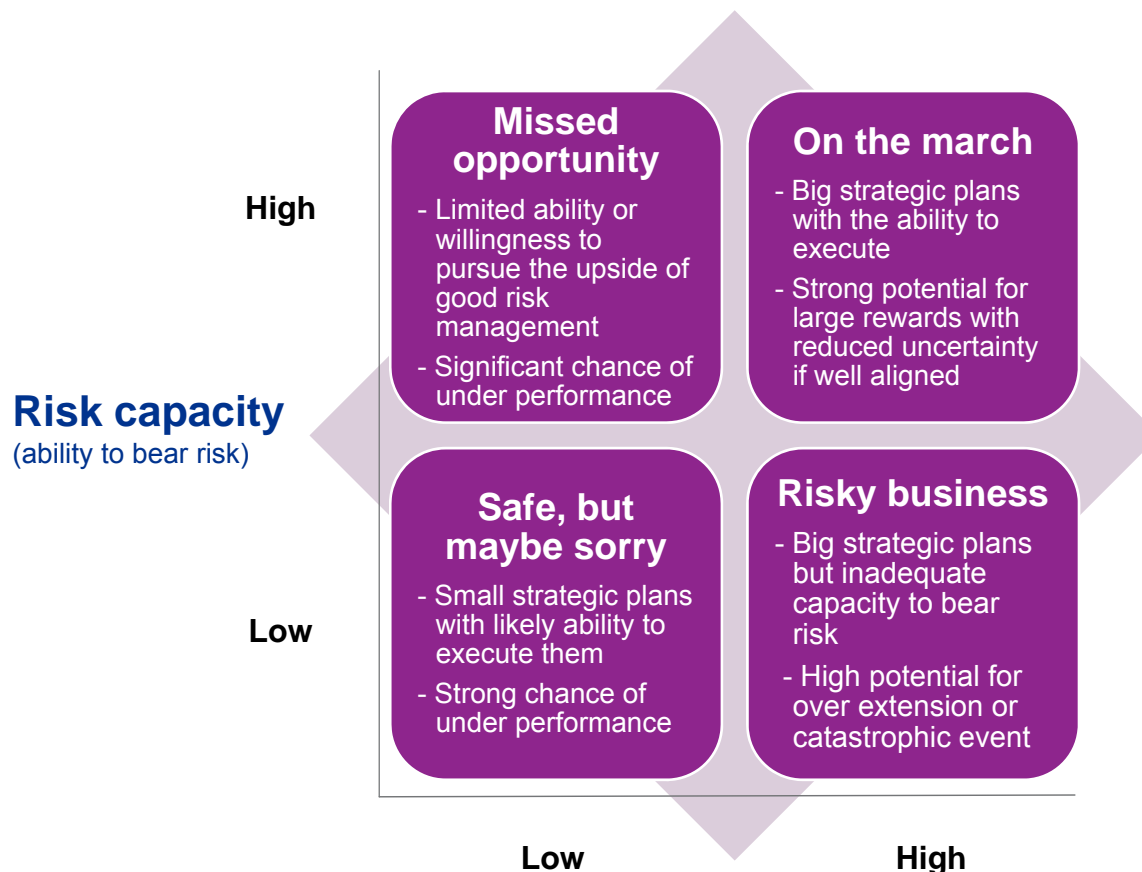 Missed
opportunity
- Limited ability or
willingness to
pursue the upside of
good risk
management
- Significant chance of
under performance
On the march
- Big strategic plans
with the ability to
execute
- Strong potential for
large rewards with
reduced uncertainty
if well aligned
High
Risk capacity
(ability to bear risk)
Safe, but
maybe sorry
- Small strategic plans
with likely ability to
execute them
- Strong chance of
under performance
Risky business
- Big strategic plans
but inadequate
capacity to bear
risk
- High potential for
over extension or
catastrophic event
Low
Low
High